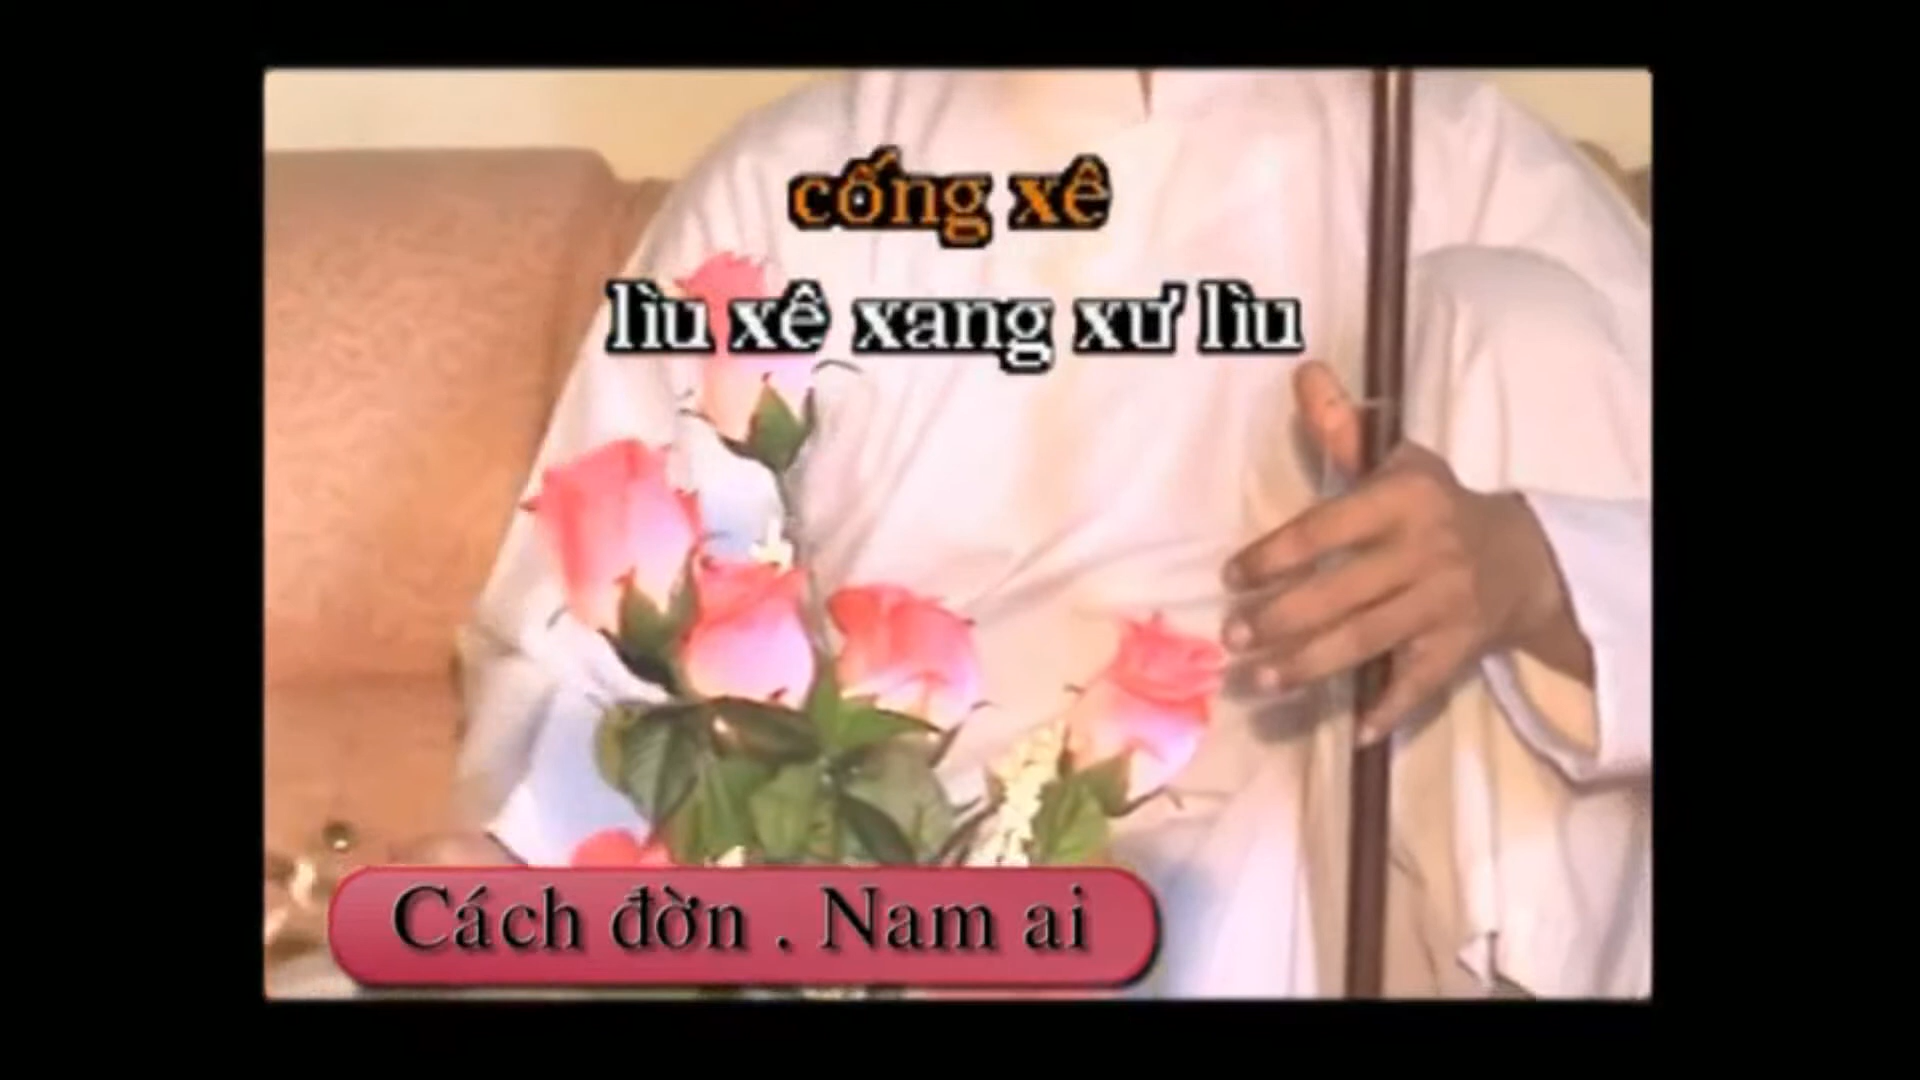 cống xê
lìu xê xang xư lìu
Cách đờn . Nam ai